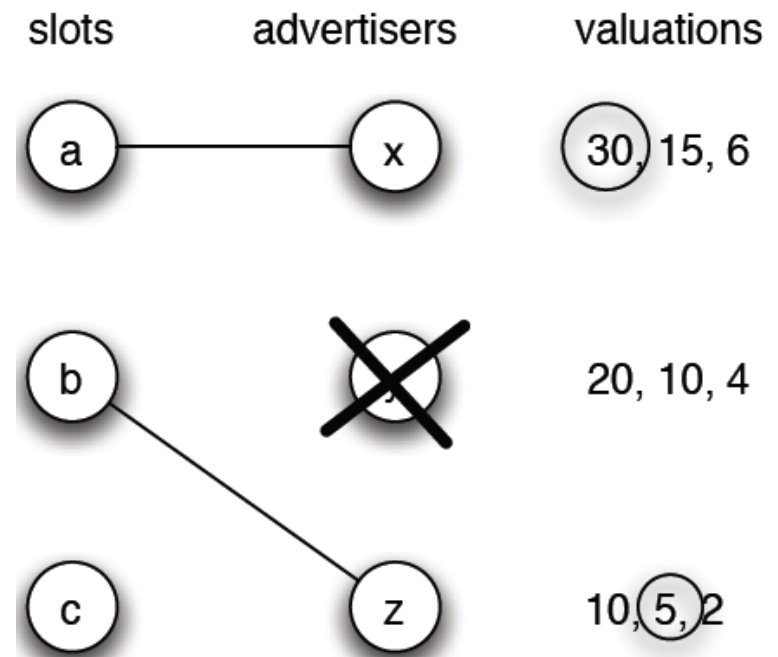 slots advertisers valuations
a x 30, 15, 6
b 20, 10, 4
c z 10, 5, 2